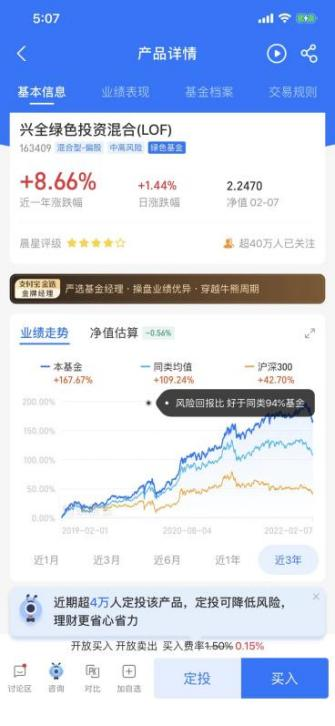 5:07
产品详情
基本信息 业绩表现 基金档案 交易规则
兴全绿色投资混合(LOF)
163409 混合型-偏股 中高风险 绿色基金
+8.66% +1.44% 2.2470
近一年涨跌幅 日涨跌幅 净值 02-07
晨星评级 超40万人已关注
支付宝金选 金牌经理 严选基金经理·操盘业绩优异·穿越牛熊周期
业绩走势 净值估算 -0.56%
本基金 同类均值 沪深300
+167.67% +109.24% +42.70%
200.00%
风险回报比 好于同类94%基金
150.00%
100.00%
50.00%
0.00%
2019-02-01 2020-08-04 2022-02-07
近1月 近3月 近6月 近1年 近3年
近期超4万人定投该产品，定投可降低风险，
理财更省心省力
开放买入 开放卖出 买入费率1.50% 0.15%
讨论区 咨询 对比 加自选 定投 买入
PK